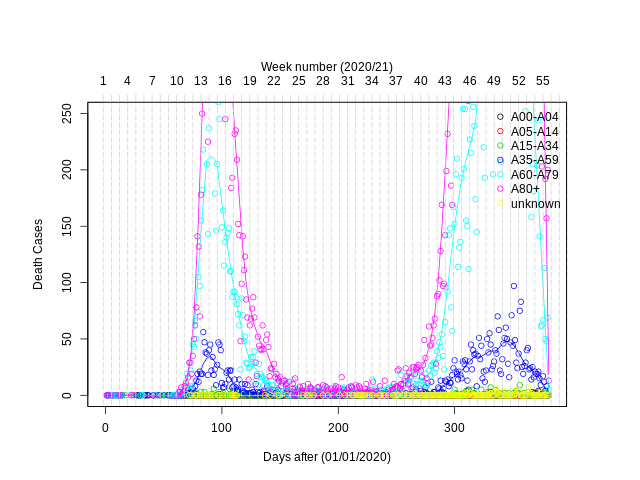 Week number (2020/21)
1 4 7 10 13 16 19 22 25 28 31 34 37 40 43 46 49 52 55
250
200
150
100
50
0
Death Cases
A00-A04
A05-A14
A15-A34
A35-A59
A60-A79
A80+
unknown
0 100 200 300
Days after (01/01/2020)